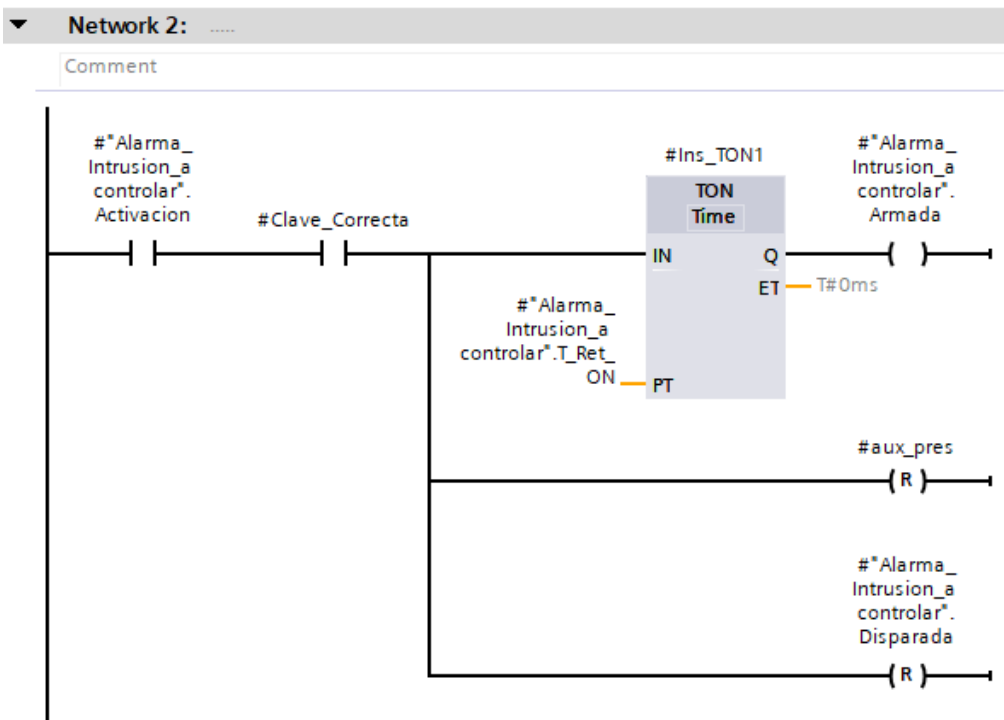 Network 2: .....
Comment
#"Alarma_
Intrusion_a
controlar".
Activacion
#Clave_Correcta
#Ins_TON1
TON
Time
IN
Q
ET
T#0ms
PT
#"Alarma_
Intrusion_a
controlar".T_Ret_
ON
#"Alarma_
Intrusion_a
controlar".
Armada
#aux_pres
R
#"Alarma_
Intrusion_a
controlar".
Disparada
R